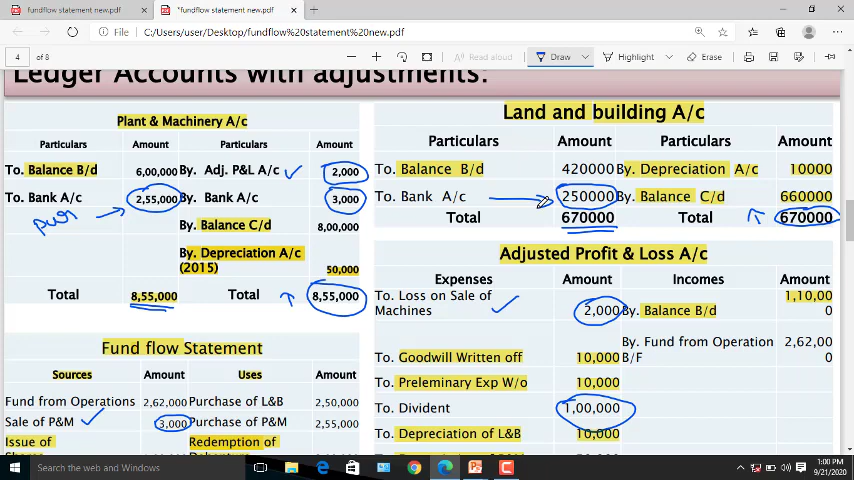 fundflow statement new.pdf
*fundflow statement new.pdf
File C:/Users/user/Desktop/fundflow%20statement%20new.pdf
4 of 8
Read aloud
Draw
Highlight
Erase
Ledger Accounts with adjustments:
Plant & Machinery A/c
Particulars Amount Particulars Amount
To. Balance B/d 6,00,000 By. Adj. P&L A/c 2,000
To. Bank A/c 2,55,000 By. Bank A/c 3,000
By. Balance C/d 8,00,000
By. Depreciation A/c
(2015) 50,000
Total 8,55,000 Total 8,55,000
Land and building A/c
Particulars Amount Particulars Amount
To. Balance B/d 420000 By. Depreciation A/c 10000
To. Bank A/c 250000 By. Balance C/d 660000
Total 670000 Total 670000
Adjusted Profit & Loss A/c
Expenses Amount Incomes Amount
To. Loss on Sale of
Machines 2,000 By. Balance B/d 1,10,00
0
By. Fund from Operation
B/F 2,62,00
0
To. Goodwill Written off 10,000
To. Preleminary Exp W/o 10,000
To. Divident 1,00,000
To. Depreciation of L&B 10,000
Fund flow Statement
Sources Amount Uses Amount
Fund from Operations 2,62,000 Purchase of L&B 2,50,000
Sale of P&M 3,000 Purchase of P&M 2,55,000
Issue of Redemption of
Search the web and Windows
1:00 PM
9/21/2020